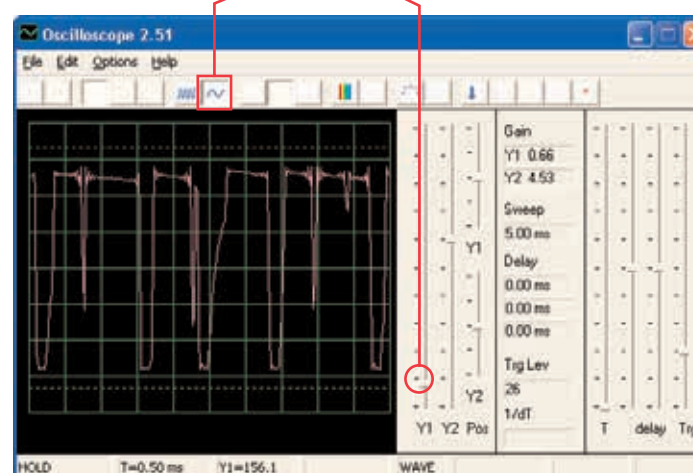 Oscilloscope 2.51
File Edit Options Help
Gain
Y1 0.66
Y2 4.53
Sweep
5.00 ms
Delay
0.00 ms
0.00 ms
0.00 ms
Trg Lev
26
1/dT
Y1
Y2
Y1 Y2 Pos
T delay Trg
HOLD T=0.50 ms Y1=156.1 WAVE